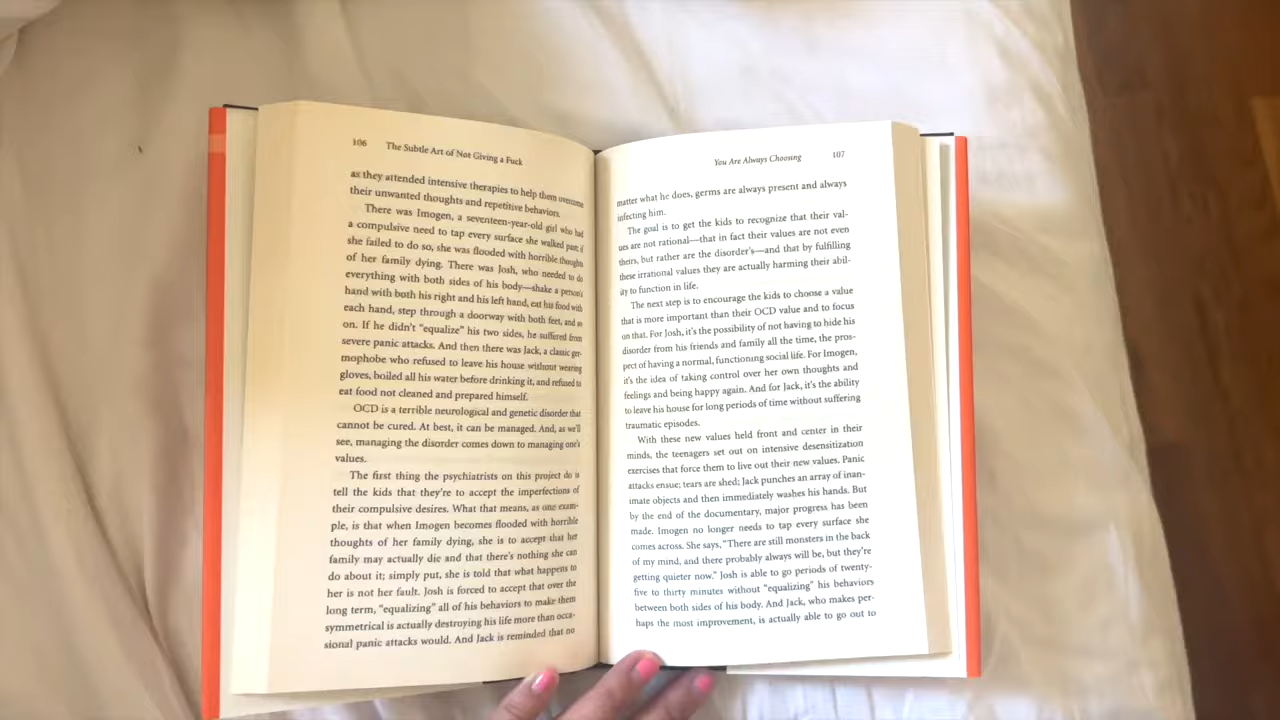 106 The Subtle Art of Not Giving a Fuck
as they attended intensive therapies to help them overcome
their unwanted thoughts and repetitive behaviors.
There was Imogen, a seventeen-year-old girl who had
a compulsive need to tap every surface she walked past; if
she failed to do so, she was flooded with horrible thoughts
of her family dying. There was Josh, who needed to do
everything with both sides of his body—shake a person's
hand with both his right and his left hand, eat his food with
each hand, step through a doorway with both feet, and so
on. If he didn't "equalize" his two sides, he suffered from
severe panic attacks. And then there was Jack, a classic ger-
mophobe who refused to leave his house without wearing
gloves, boiled all his water before drinking it, and refused to
eat food not cleaned and prepared himself.
OCD is a terrible neurological and genetic disorder that
cannot be cured. At best, it can be managed. And, as we'll
see, managing the disorder comes down to managing one's
values.
The first thing the psychiatrists on this project do is
tell the kids that they're to accept the imperfections of
their compulsive desires. What that means, as one exam-
ple, is that when Imogen becomes flooded with horrible
thoughts of her family dying, she is to accept that her
family may actually die and that there's nothing she can
do about it; simply put, she is told that what happens to
her is not her fault. Josh is forced to accept that over the
long term, "equalizing" all of his behaviors to make them
symmetrical is actually destroying his life more than occa-
sional panic attacks would. And Jack is reminded that no
You Are Always Choosing 107
matter what he does, germs are always present and always
infecting him.
The goal is to get the kids to recognize that their val-
ues are not rational—that in fact their values are not even
theirs, but rather are the disorder's—and that by fulfilling
these irrational values they are actually harming their abil-
ity to function in life.
The next step is to encourage the kids to choose a value
that is more important than their OCD value and to focus
on that. For Josh, it's the possibility of not having to hide his
disorder from his friends and family all the time, the pros-
pect of having a normal, functioning social life. For Imogen,
it's the idea of taking control over her own thoughts and
feelings and being happy again. And for Jack, it's the ability
to leave his house for long periods of time without suffering
traumatic episodes.
With these new values held front and center in their
minds, the teenagers set out on intensive desensitization
exercises that force them to live out their new values. Panic
attacks ensue; tears are shed; Jack punches an array of inan-
imate objects and then immediately washes his hands. But
by the end of the documentary, major progress has been
made. Imogen no longer needs to tap every surface she
comes across. She says, "There are still monsters in the back
of my mind, and there probably always will be, but they're
getting quieter now." Josh is able to go periods of twenty-
five to thirty minutes without "equalizing" his behaviors
between both sides of his body. And Jack, who makes per-
haps the most improvement, is actually able to go out to